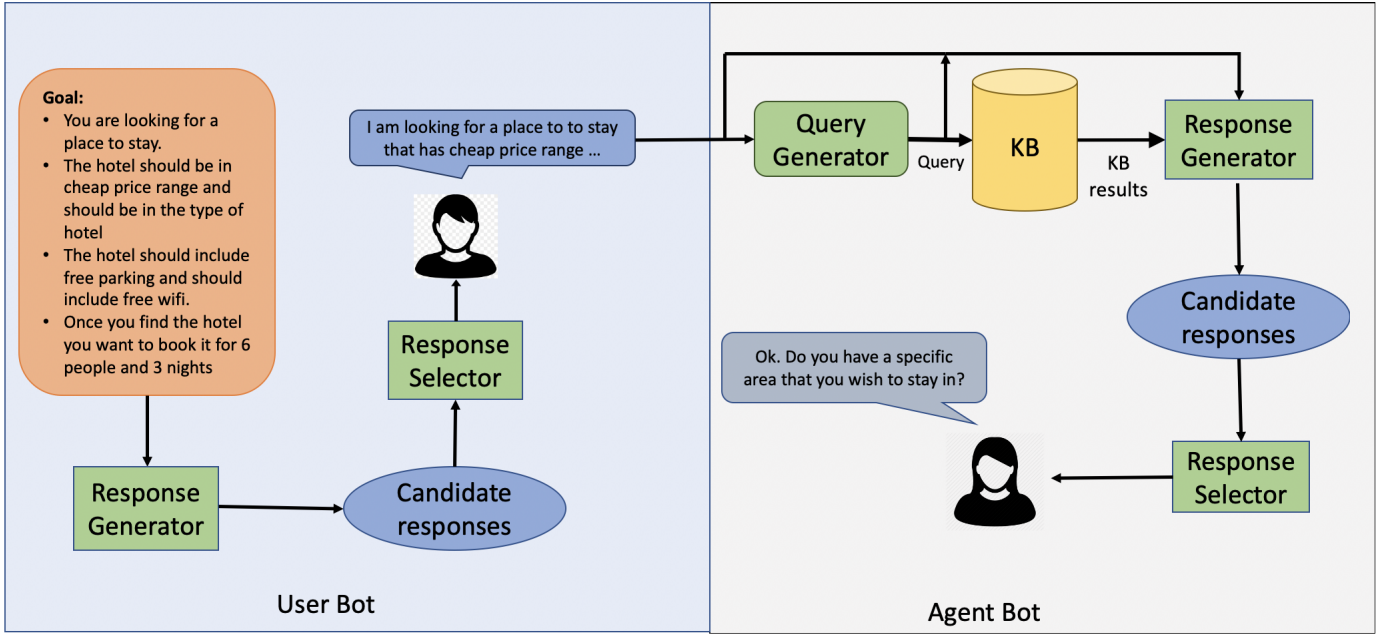 Goal:
• You are looking for a
place to stay.
• The hotel should be in
cheap price range and
should be in the type of
hotel
• The hotel should include
free parking and should
include free wifi.
• Once you find the hotel
you want to book it for 6
people and 3 nights
Response
Generator
Candidate
responses
Response
Selector
I am looking for a place to to stay
that has cheap price range ...
User Bot
Query
Generator
Query
KB
KB
results
Response
Generator
Candidate
responses
Response
Selector
Ok. Do you have a specific
area that you wish to stay in?
Agent Bot